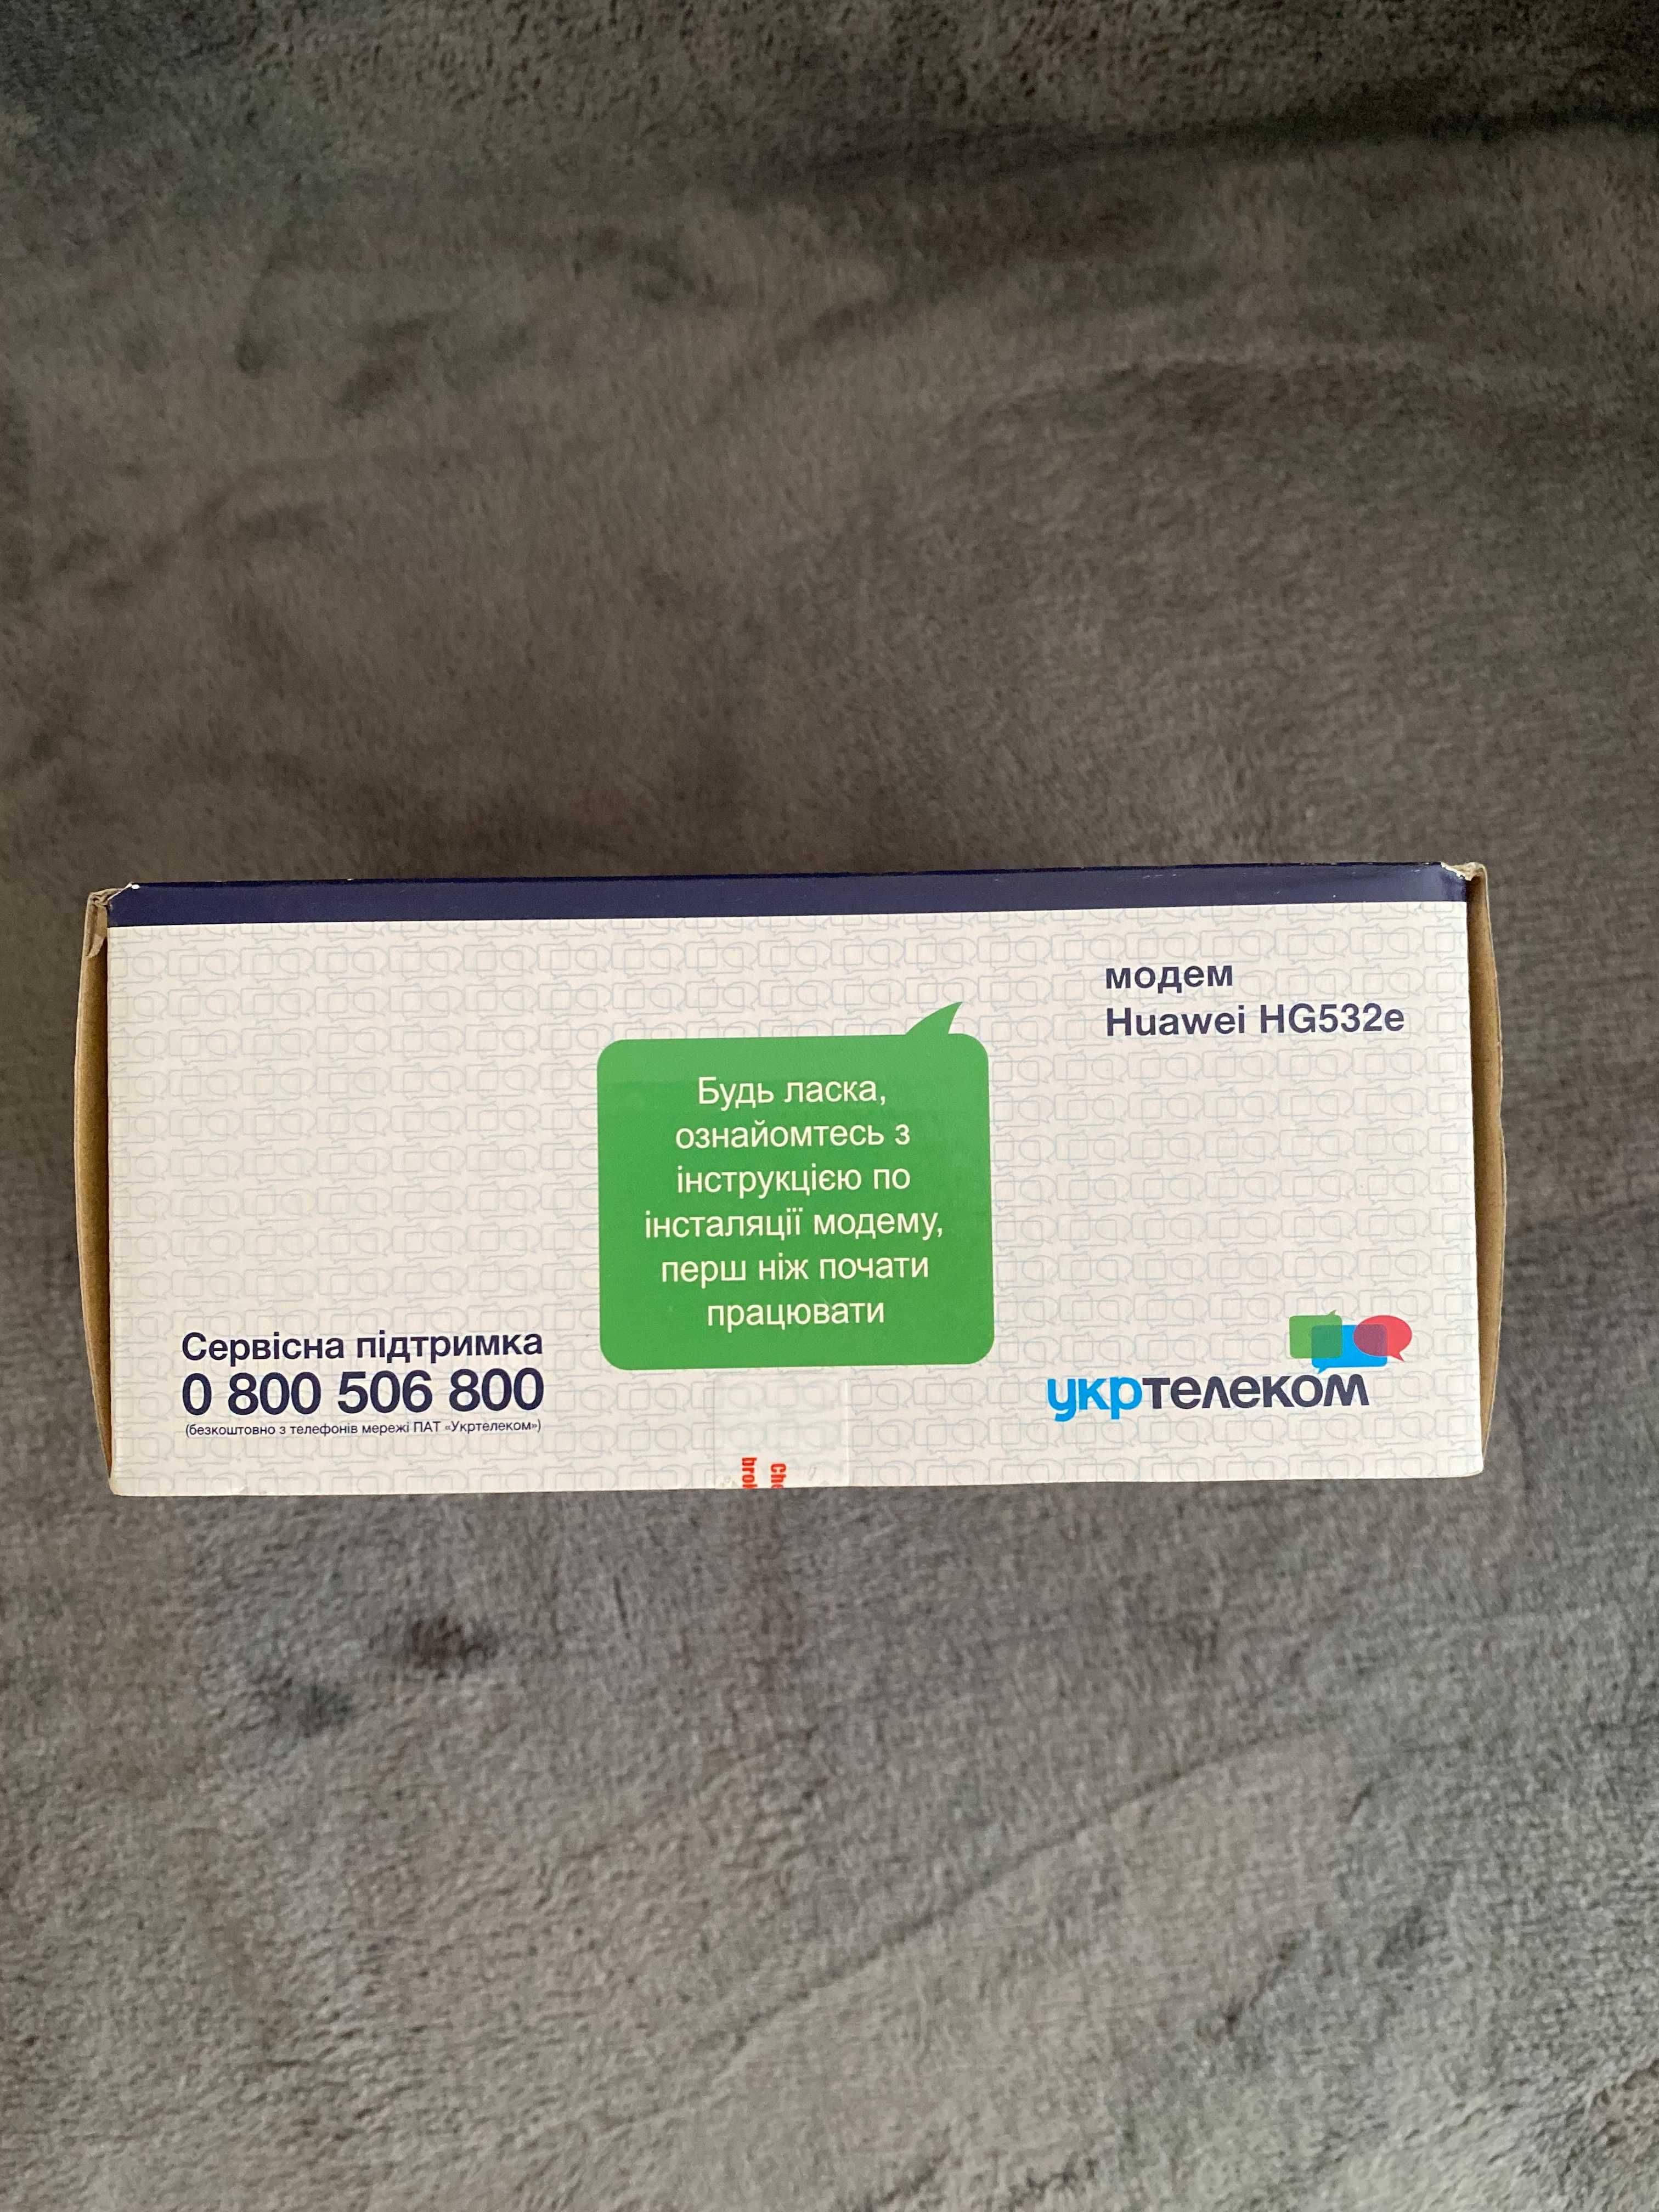 модем
Huawei HG532e
Будь ласка,
ознайомтесь з
інструкцією по
інсталяції модему,
перш ніж почати
працювати
Сервісна підтримка
0 800 506 800
(безкоштовно з телефонів мережі ПАТ «Укртелеком»)
укртелеком